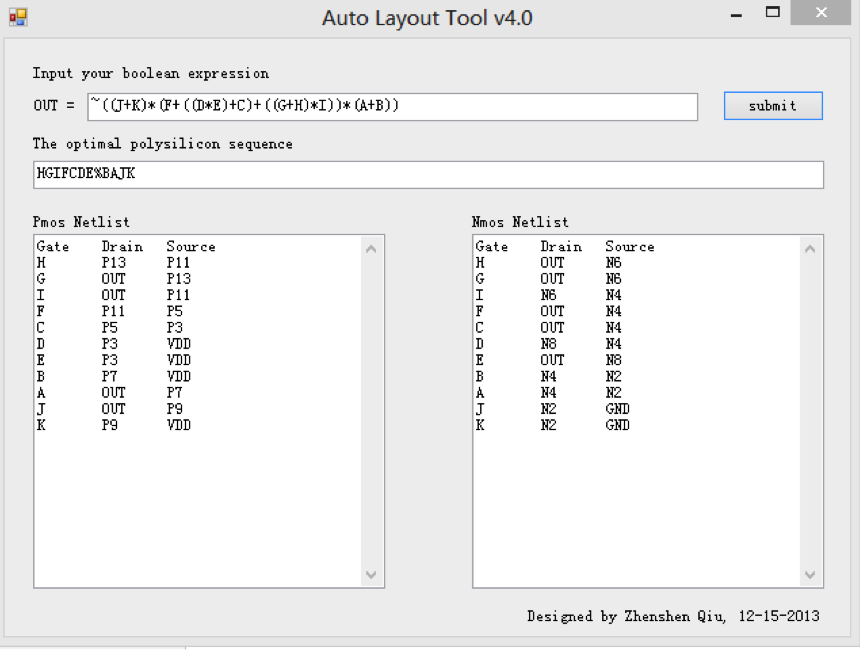 Auto Layout Tool v4.0
Input your boolean expression
OUT = ~((J+K)*(F+((D*E)+C)+((G+H)*I))*(A+B)) submit
The optimal polysilicon sequence
HGIFCDE%BAJK
Pmos Netlist
Gate Drain Source
H P13 P11
G OUT P13
I OUT P11
F P11 P5
C P5 P3
D P3 VDD
E P3 VDD
B P7 VDD
A OUT P7
J OUT P9
K P9 VDD
Nmos Netlist
Gate Drain Source
H OUT N6
G OUT N6
I N6 N4
F OUT N4
C OUT N4
D N8 N4
E OUT N8
B N4 N2
A N4 N2
J N2 GND
K N2 GND
Designed by Zhenshen Qiu, 12-15-2013